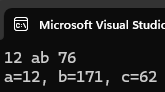 Microsoft Visual Studio
12 ab 76
a=12, b=171, c=62